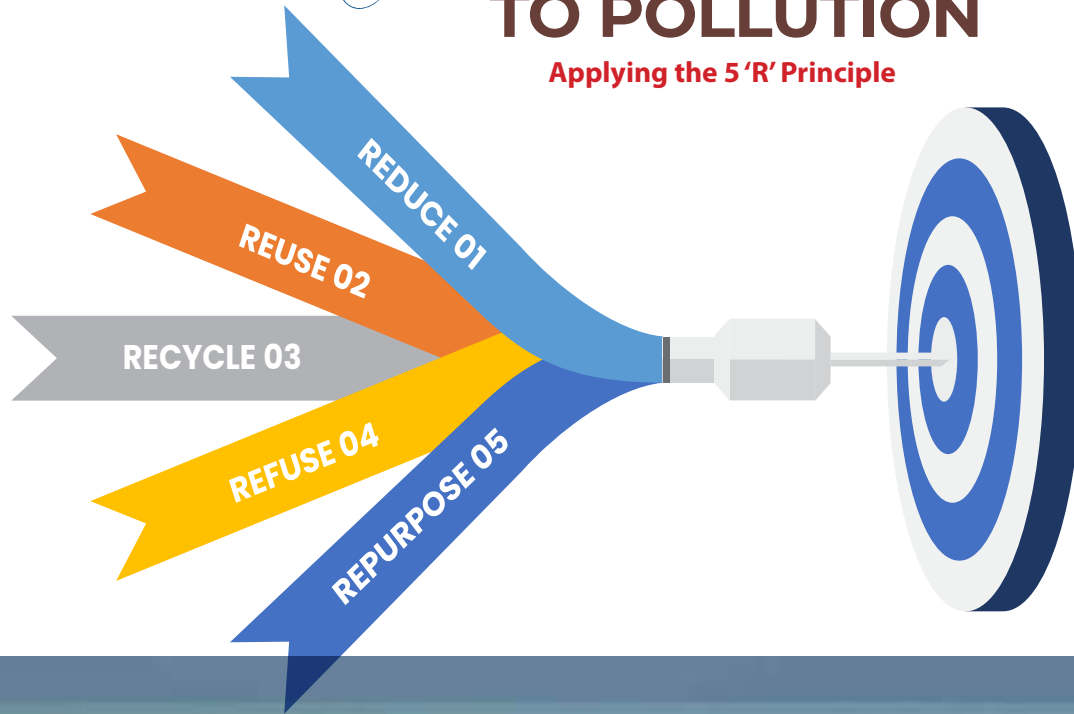 TO POLLUTION
Applying the 5 ‘R’ Principle
REDUCE 01
REUSE 02
RECYCLE 03
REFUSE 04
REPURPOSE 05